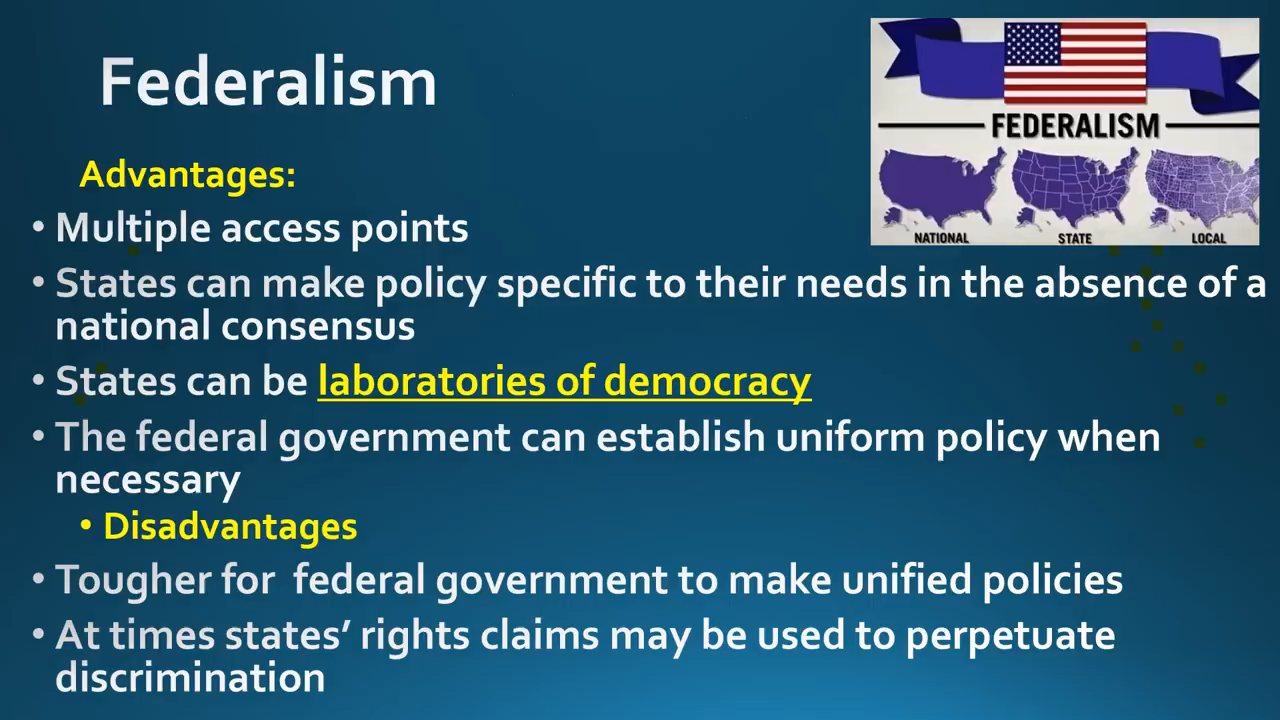 Federalism
FEDERALISM
NATIONAL
STATE
LOCAL
Advantages:
• Multiple access points
• States can make policy specific to their needs in the absence of a
national consensus
• States can be laboratories of democracy
• The federal government can establish uniform policy when
necessary
• Disadvantages
• Tougher for  federal government to make unified policies
• At times states’ rights claims may be used to perpetuate
discrimination